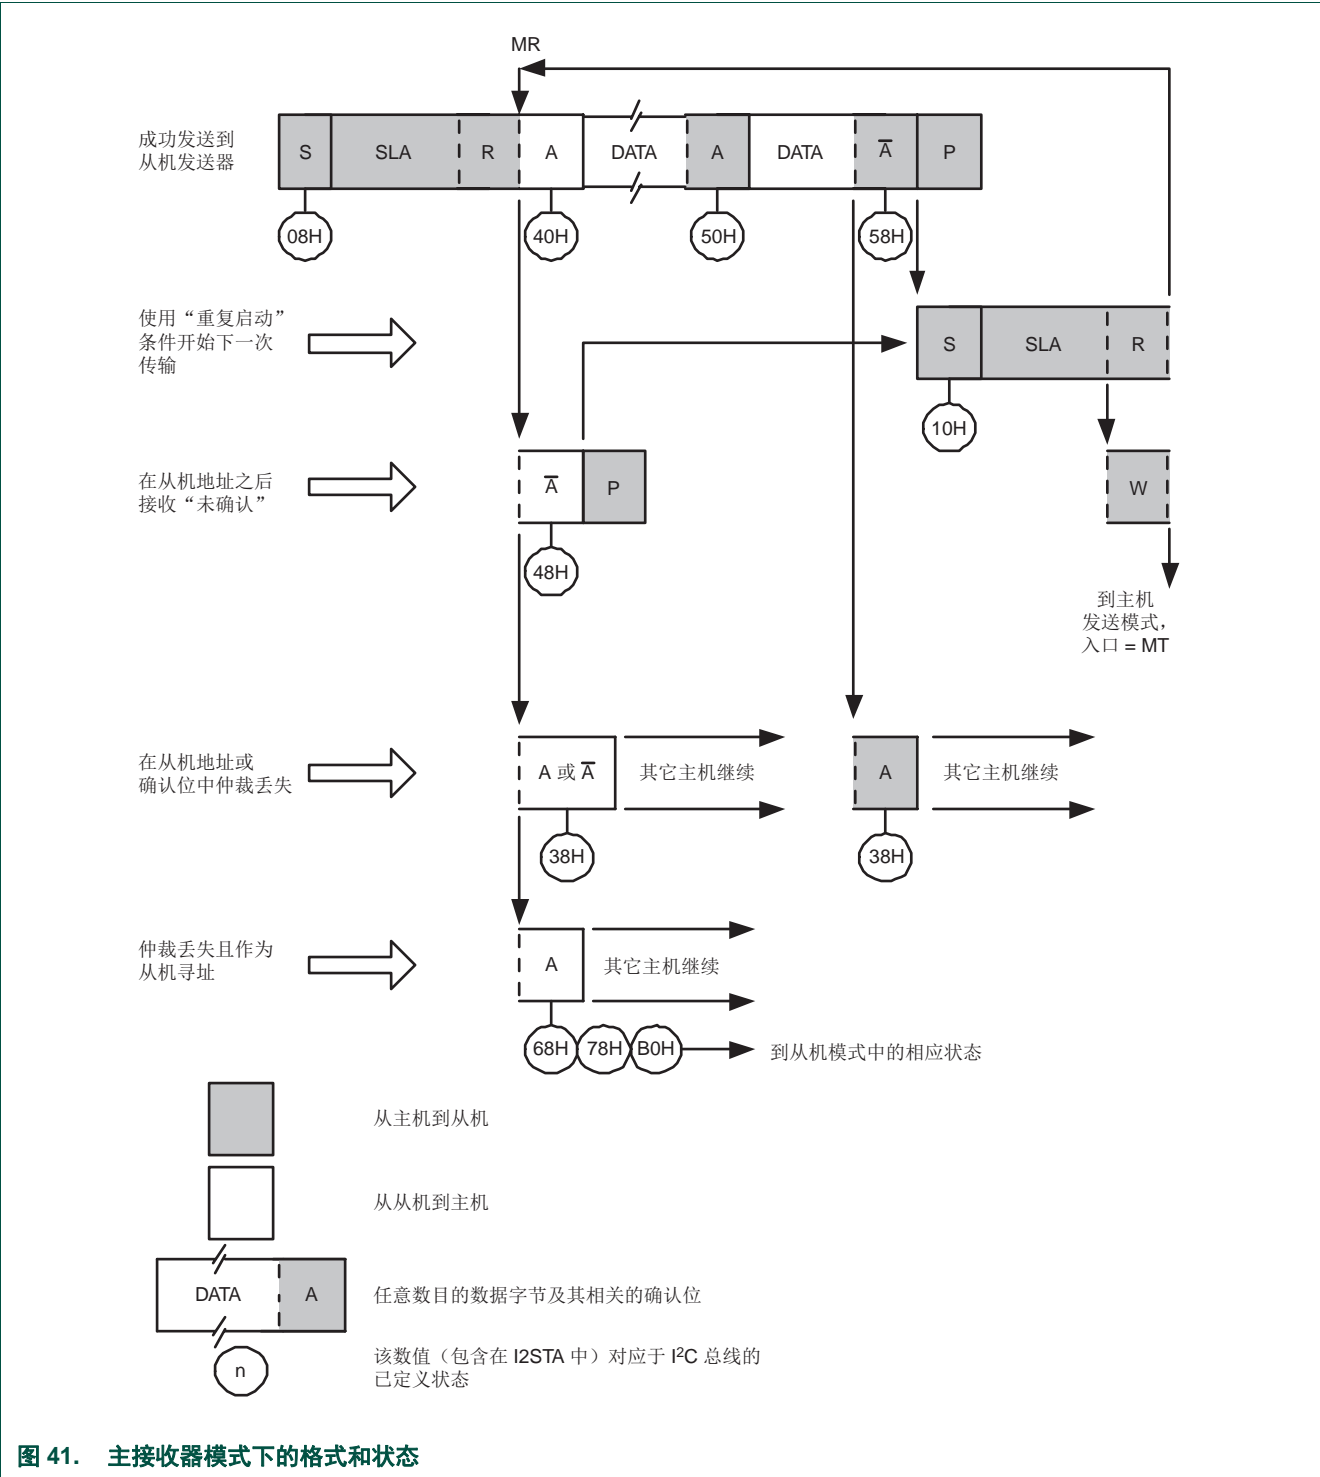 MR
成功发送到
从机发送器
S SLA R A DATA A DATA A̅ P
08H 40H 50H 58H
使用“重复启动”
条件开始下一次
传输
S SLA R
10H
在从机地址之后
接收“未确认”
A̅ P
W
48H
到主机
发送模式，
入口 = MT
在从机地址或
确认位中仲裁丢失
A 或 A̅ 其它主机继续 A 其它主机继续
38H 38H
仲裁丢失且作为
从机寻址
A 其它主机继续
68H 78H B0H 到从机模式中的相应状态
从主机到从机
从从机到主机
DATA A 任意数目的数据字节及其相关的确认位
n 该数值（包含在 I2STA 中）对应于 I²C 总线的
已定义状态
图 41. 主接收器模式下的格式和状态